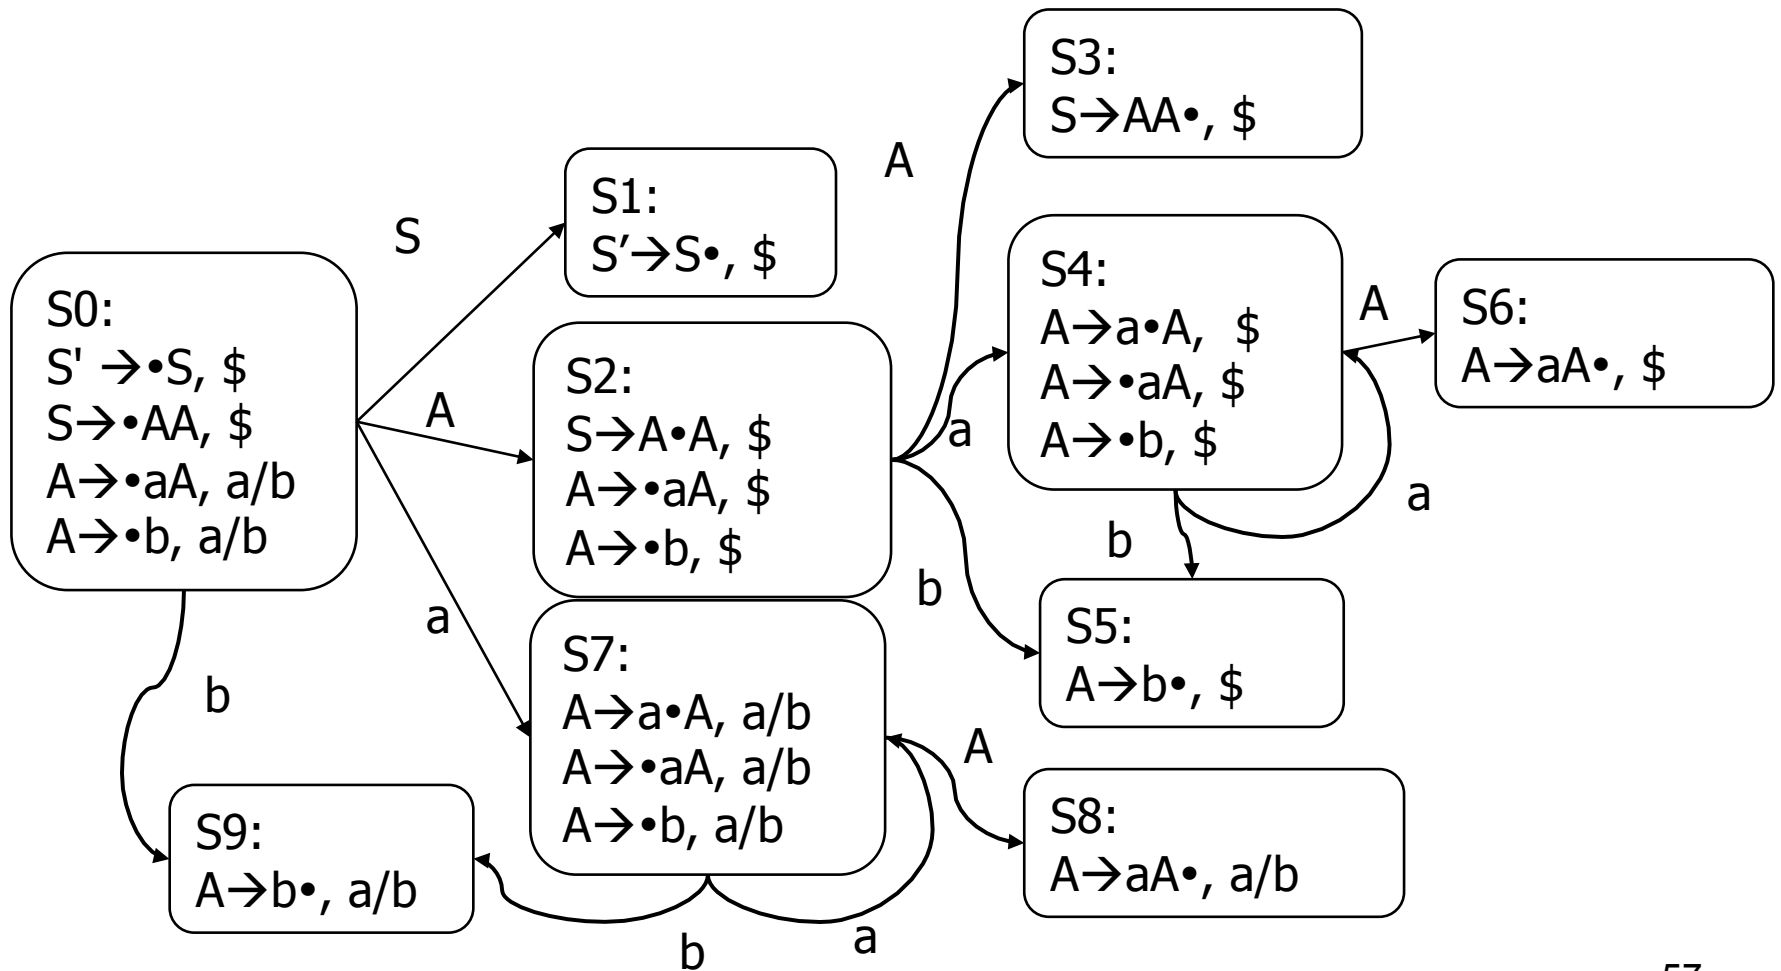 S3:
S→AA•, $
A
S1:
S′→S•, $
S
S4:
A→a•A, $
A→•aA, $
A→•b, $
A
S6:
A→aA•, $
S0:
S' →•S, $
S→•AA, $
A→•aA, a/b
A→•b, a/b
A
S2:
S→A•A, $
A→•aA, $
A→•b, $
a
a
b
b
S5:
A→b•, $
a
S7:
A→a•A, a/b
A→•aA, a/b
A→•b, a/b
b
A
S8:
A→aA•, a/b
S9:
A→b•, a/b
b
a